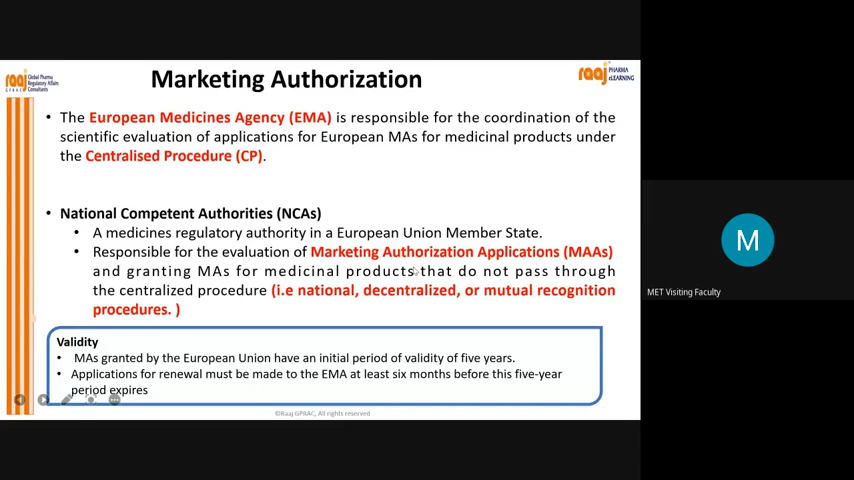 raaj
GPRAC
Global Pharma
Regulatory Affairs
Consultants
Marketing Authorization
raaj PHARMA
eLEARNING
• The European Medicines Agency (EMA) is responsible for the coordination of the
scientific evaluation of applications for European MAs for medicinal products under
the Centralised Procedure (CP).
• National Competent Authorities (NCAs)
• A medicines regulatory authority in a European Union Member State.
• Responsible for the evaluation of Marketing Authorization Applications (MAAs)
and granting MAs for medicinal products that do not pass through
the centralized procedure (i.e national, decentralized, or mutual recognition
procedures. )
Validity
• MAs granted by the European Union have an initial period of validity of five years.
• Applications for renewal must be made to the EMA at least six months before this five-year
period expires
©Raaj GPRAC, All rights reserved
M
MET Visiting Faculty